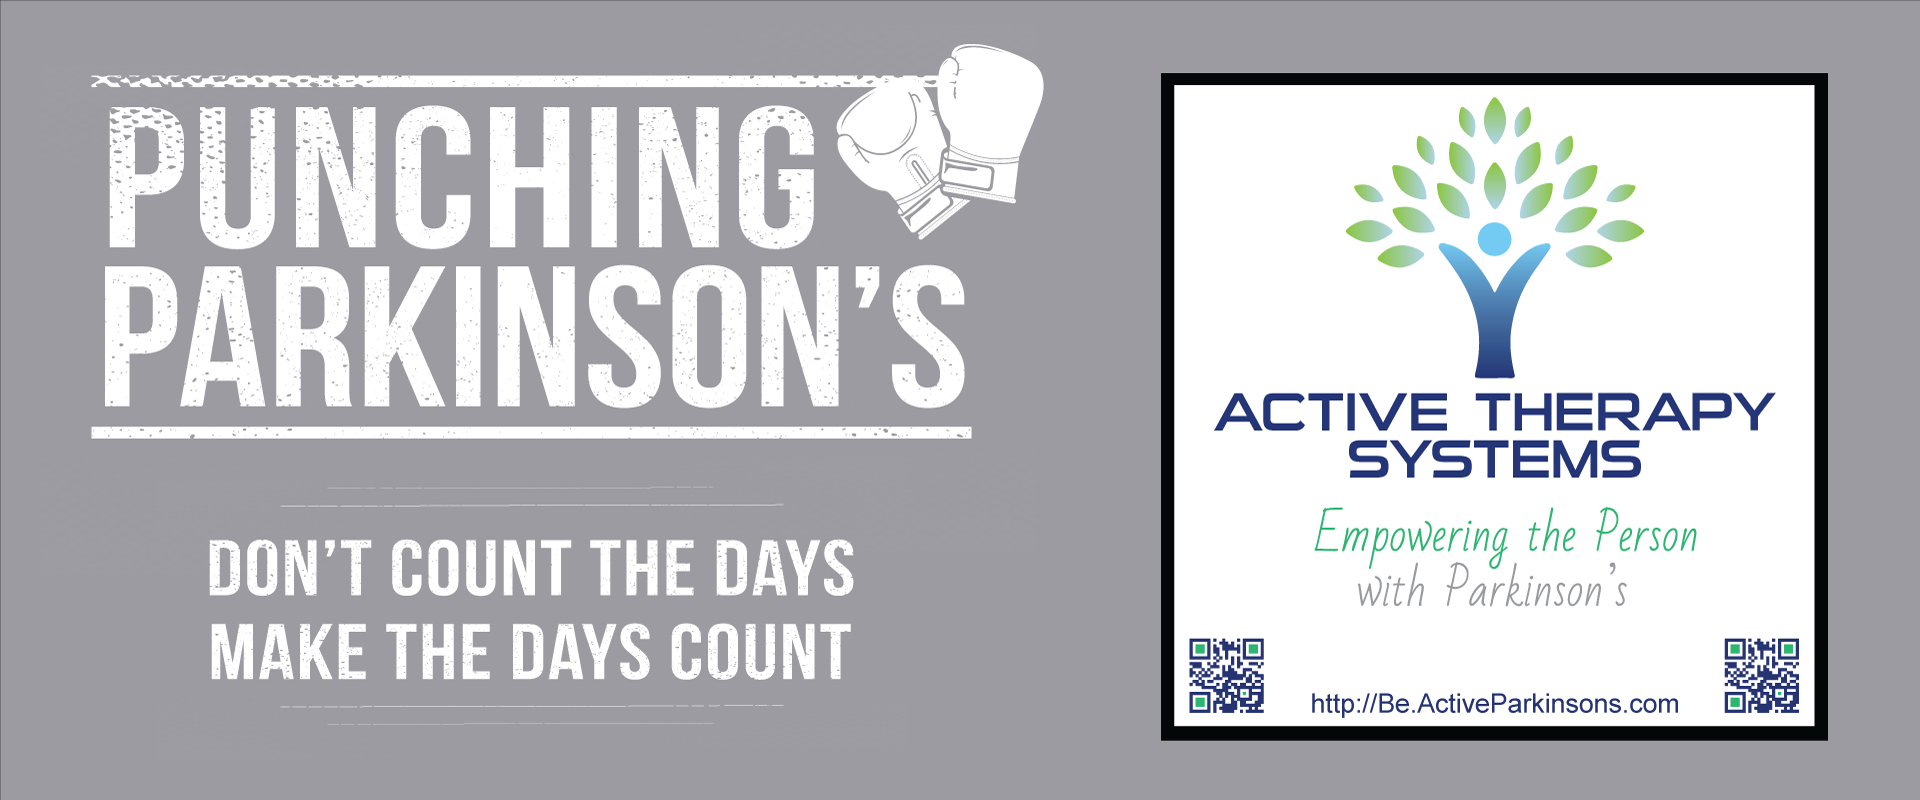 PUNCHING
PARKINSON'S
DON'T COUNT THE DAYS
MAKE THE DAYS COUNT
ACTIVE THERAPY
SYSTEMS
Empowering the Person
with Parkinson's
http://Be.ActiveParkinsons.com